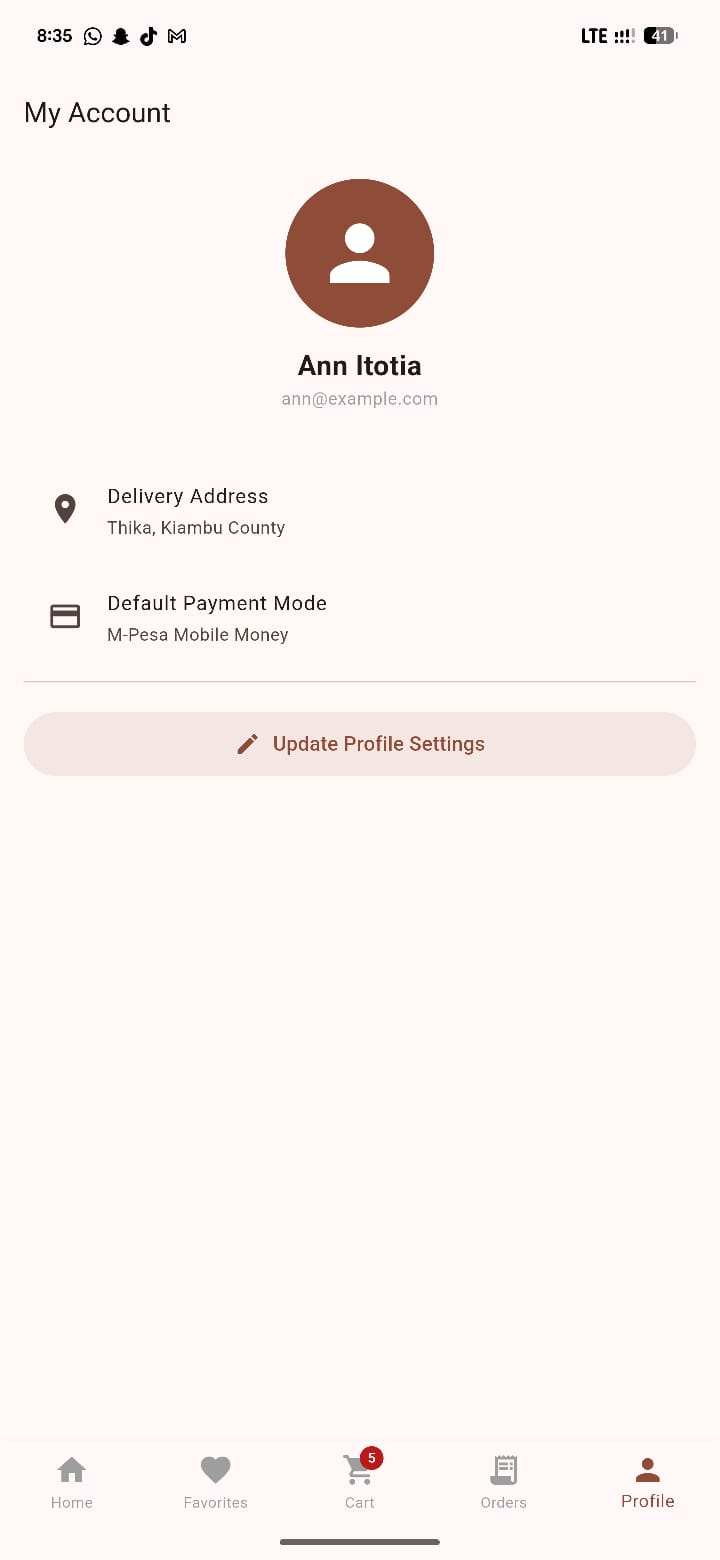 8:35
LTE
41
My Account
Ann Itotia
ann@example.com
Delivery Address
Thika, Kiambu County
Default Payment Mode
M-Pesa Mobile Money
Update Profile Settings
5
Home
Favorites
Cart
Orders
Profile